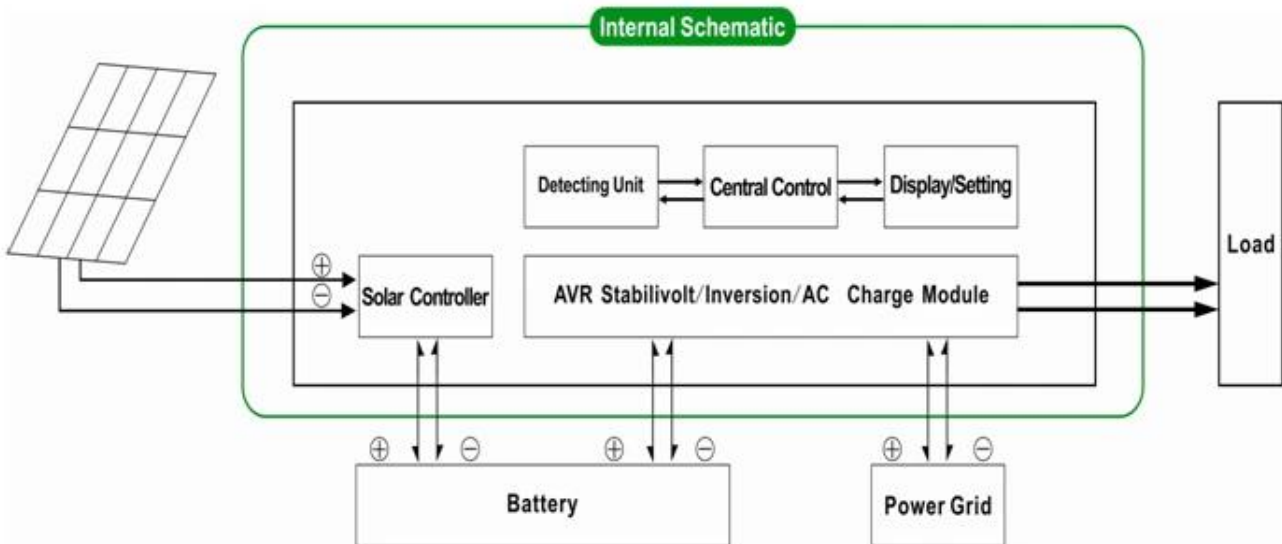 Internal Schematic
Detecting Unit
Central Control
Display/Setting
Load
⊕
⊖
Solar Controller
AVR Stabilivolt/Inversion/AC Charge Module
⊕ ⊖ ⊕ ⊖ ⊕ ⊖
Battery
Power Grid